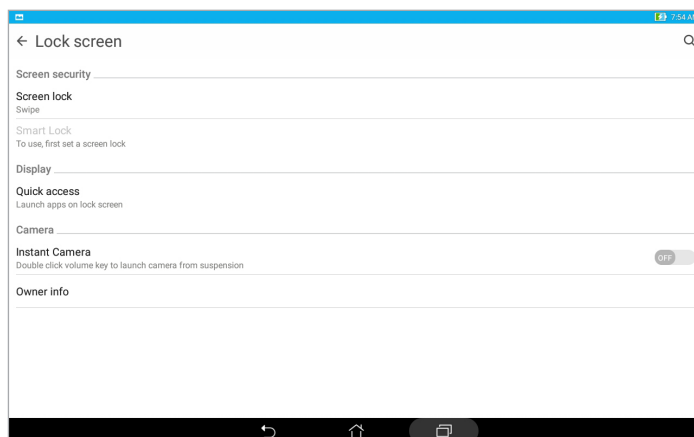 7:54 AM
Lock screen
Screen security
Screen lock
Swipe
Smart Lock
To use, first set a screen lock
Display
Quick access
Launch apps on lock screen
Camera
Instant Camera
Double click volume key to launch camera from suspension
OFF
Owner info